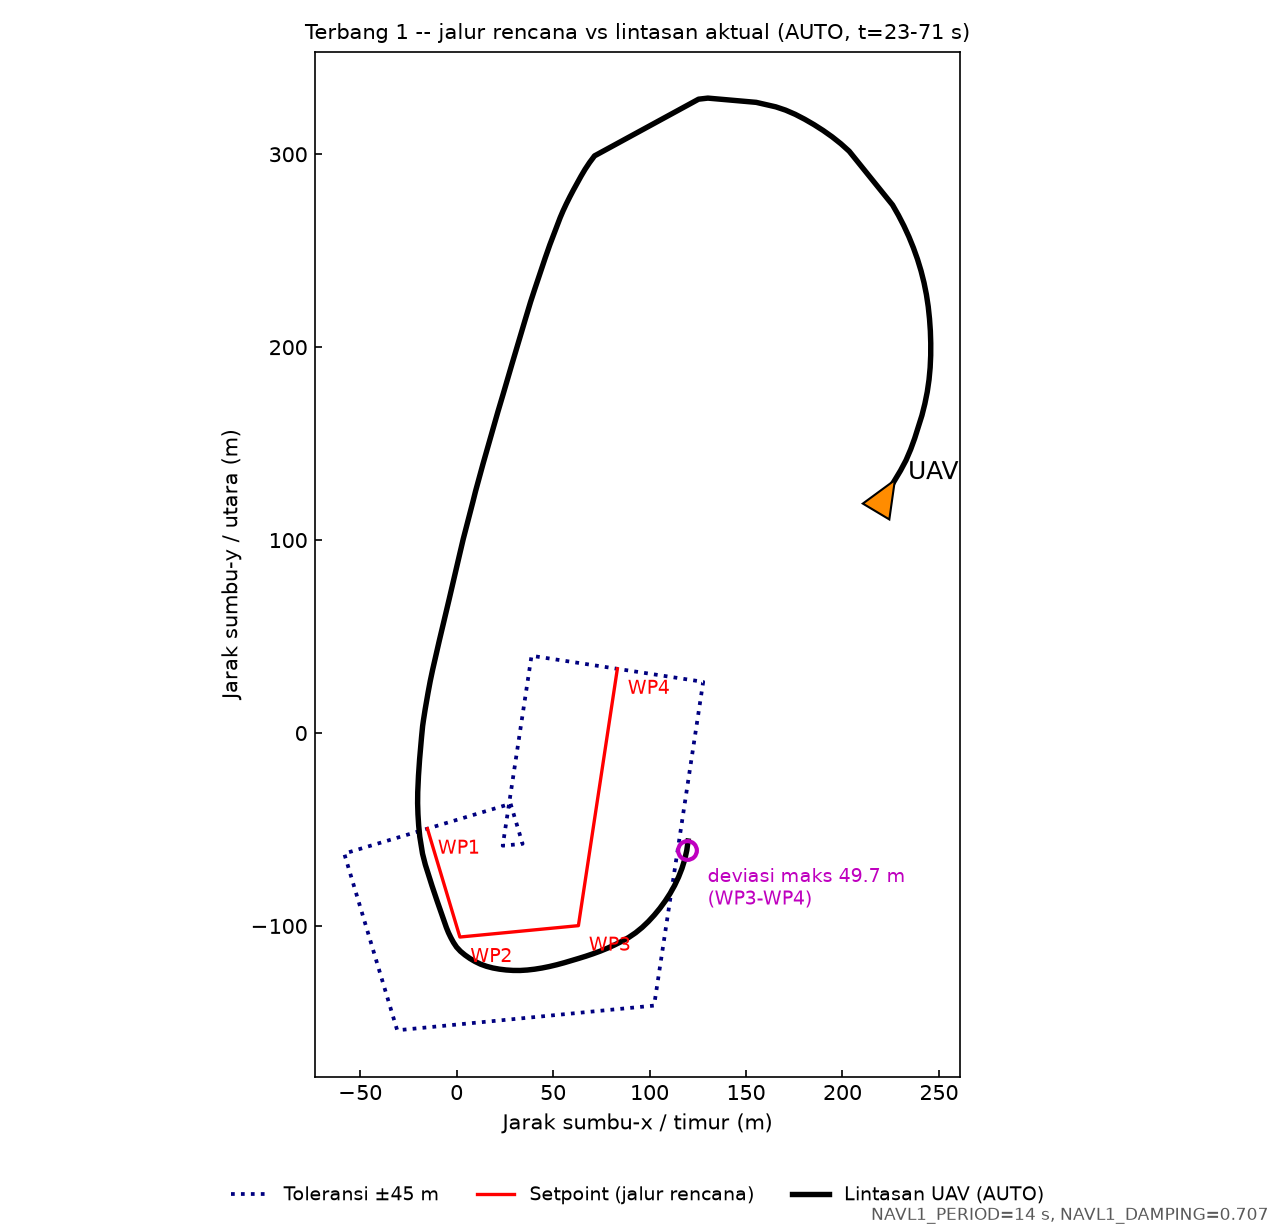 Terbang 1 -- jalur rencana vs lintasan aktual (AUTO, t=23-71 s)
Jarak sumbu-y / utara (m)
300
200
100
0
−100
UAV
WP4
WP1
deviasi maks 49.7 m
(WP3-WP4)
WP3
WP2
−50
0
50
100
150
200
250
Jarak sumbu-x / timur (m)
Toleransi ±45 m
Setpoint (jalur rencana)
Lintasan UAV (AUTO)
NAVL1_PERIOD=14 s, NAVL1_DAMPING=0.707